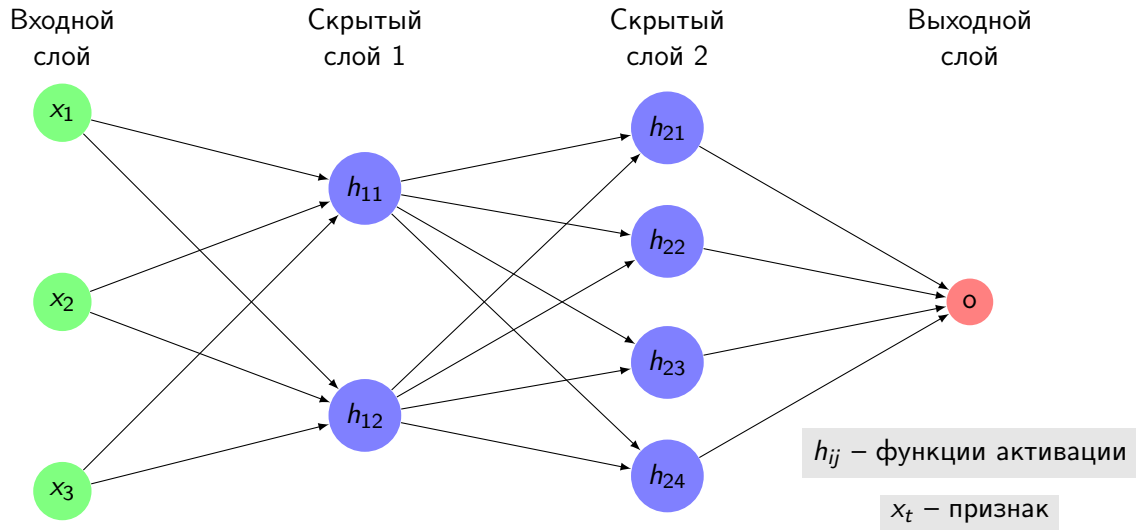 Входной
слой
Скрытый
слой 1
Скрытый
слой 2
Выходной
слой
x₁
x₂
x₃
h₁₁
h₁₂
h₂₁
h₂₂
h₂₃
h₂₄
o
hᵢⱼ – функции активации
xₜ – признак